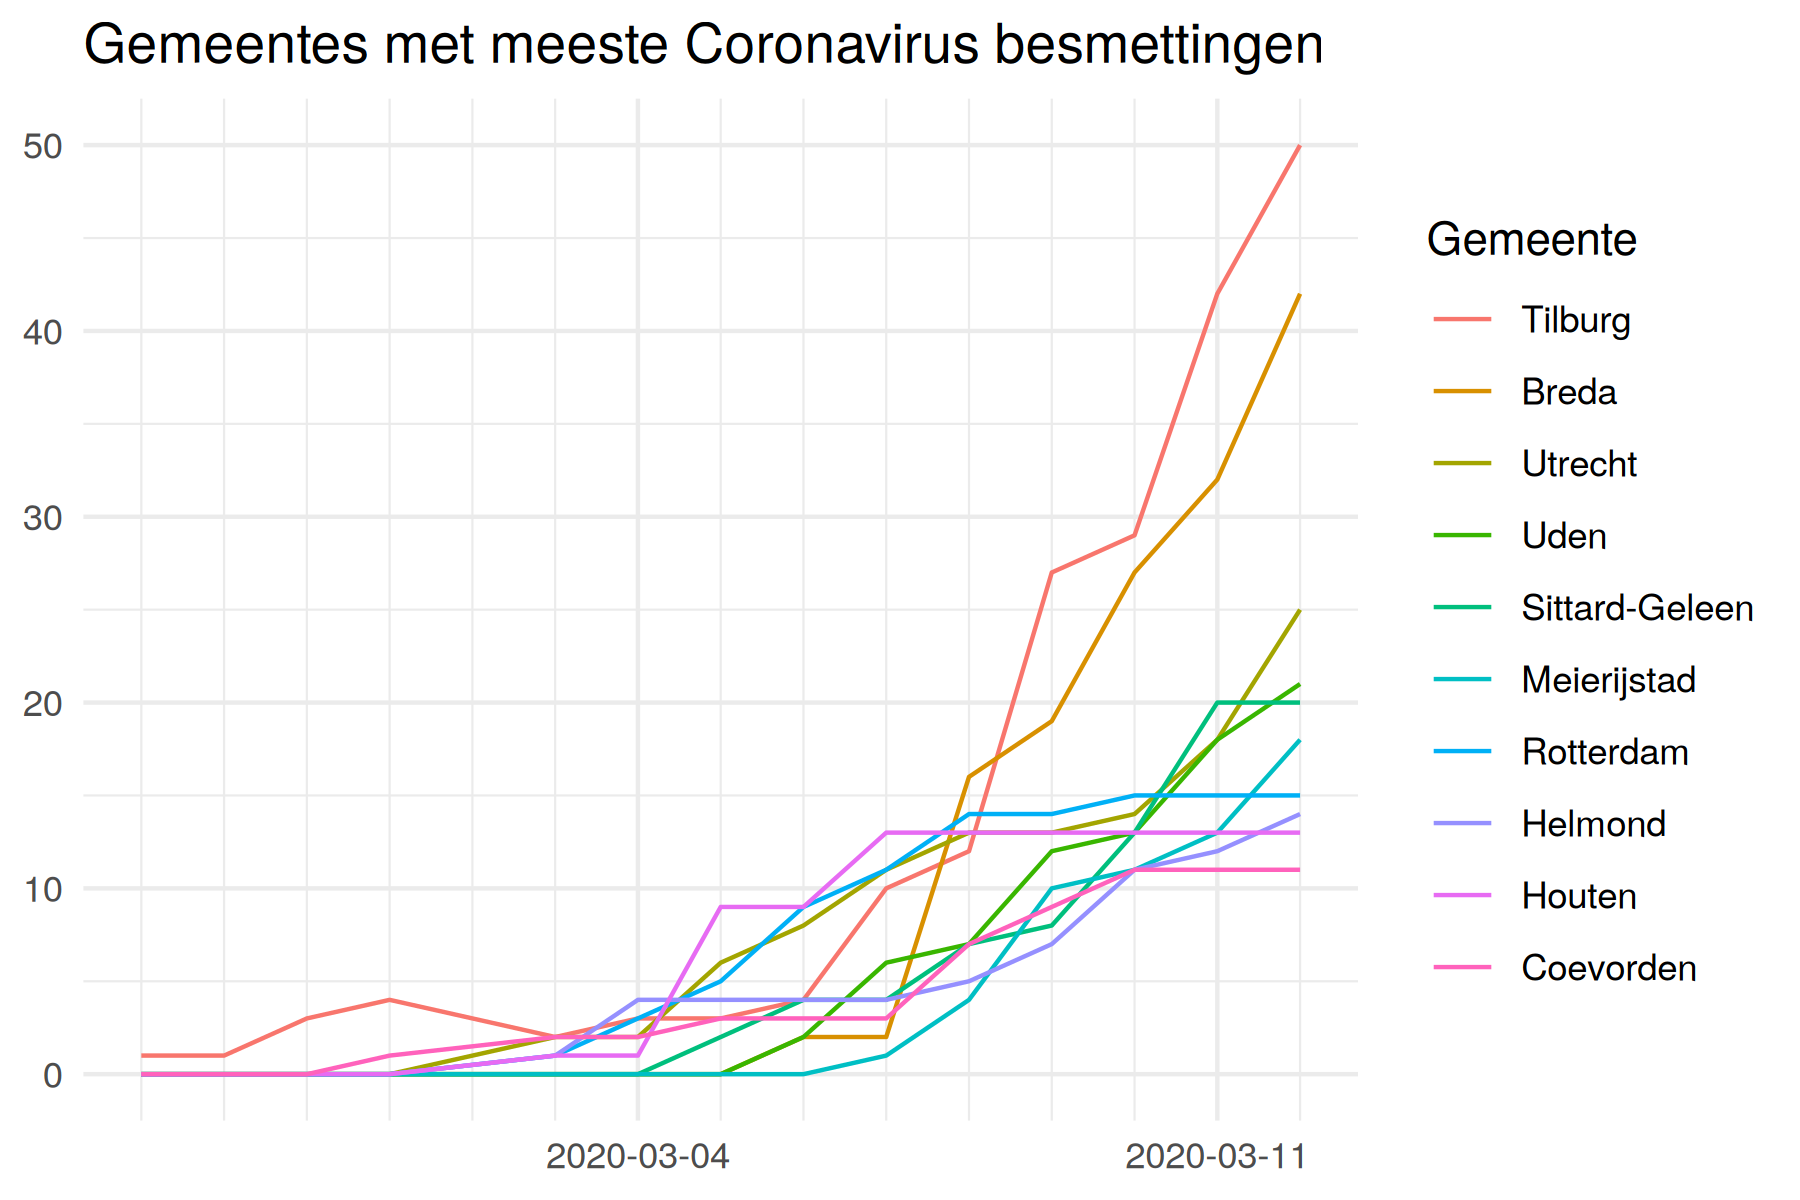 Gemeentes met meeste Coronavirus besmettingen
50
40
30
20
10
0
2020-03-04
2020-03-11
Gemeente
Tilburg
Breda
Utrecht
Uden
Sittard-Geleen
Meierijstad
Rotterdam
Helmond
Houten
Coevorden